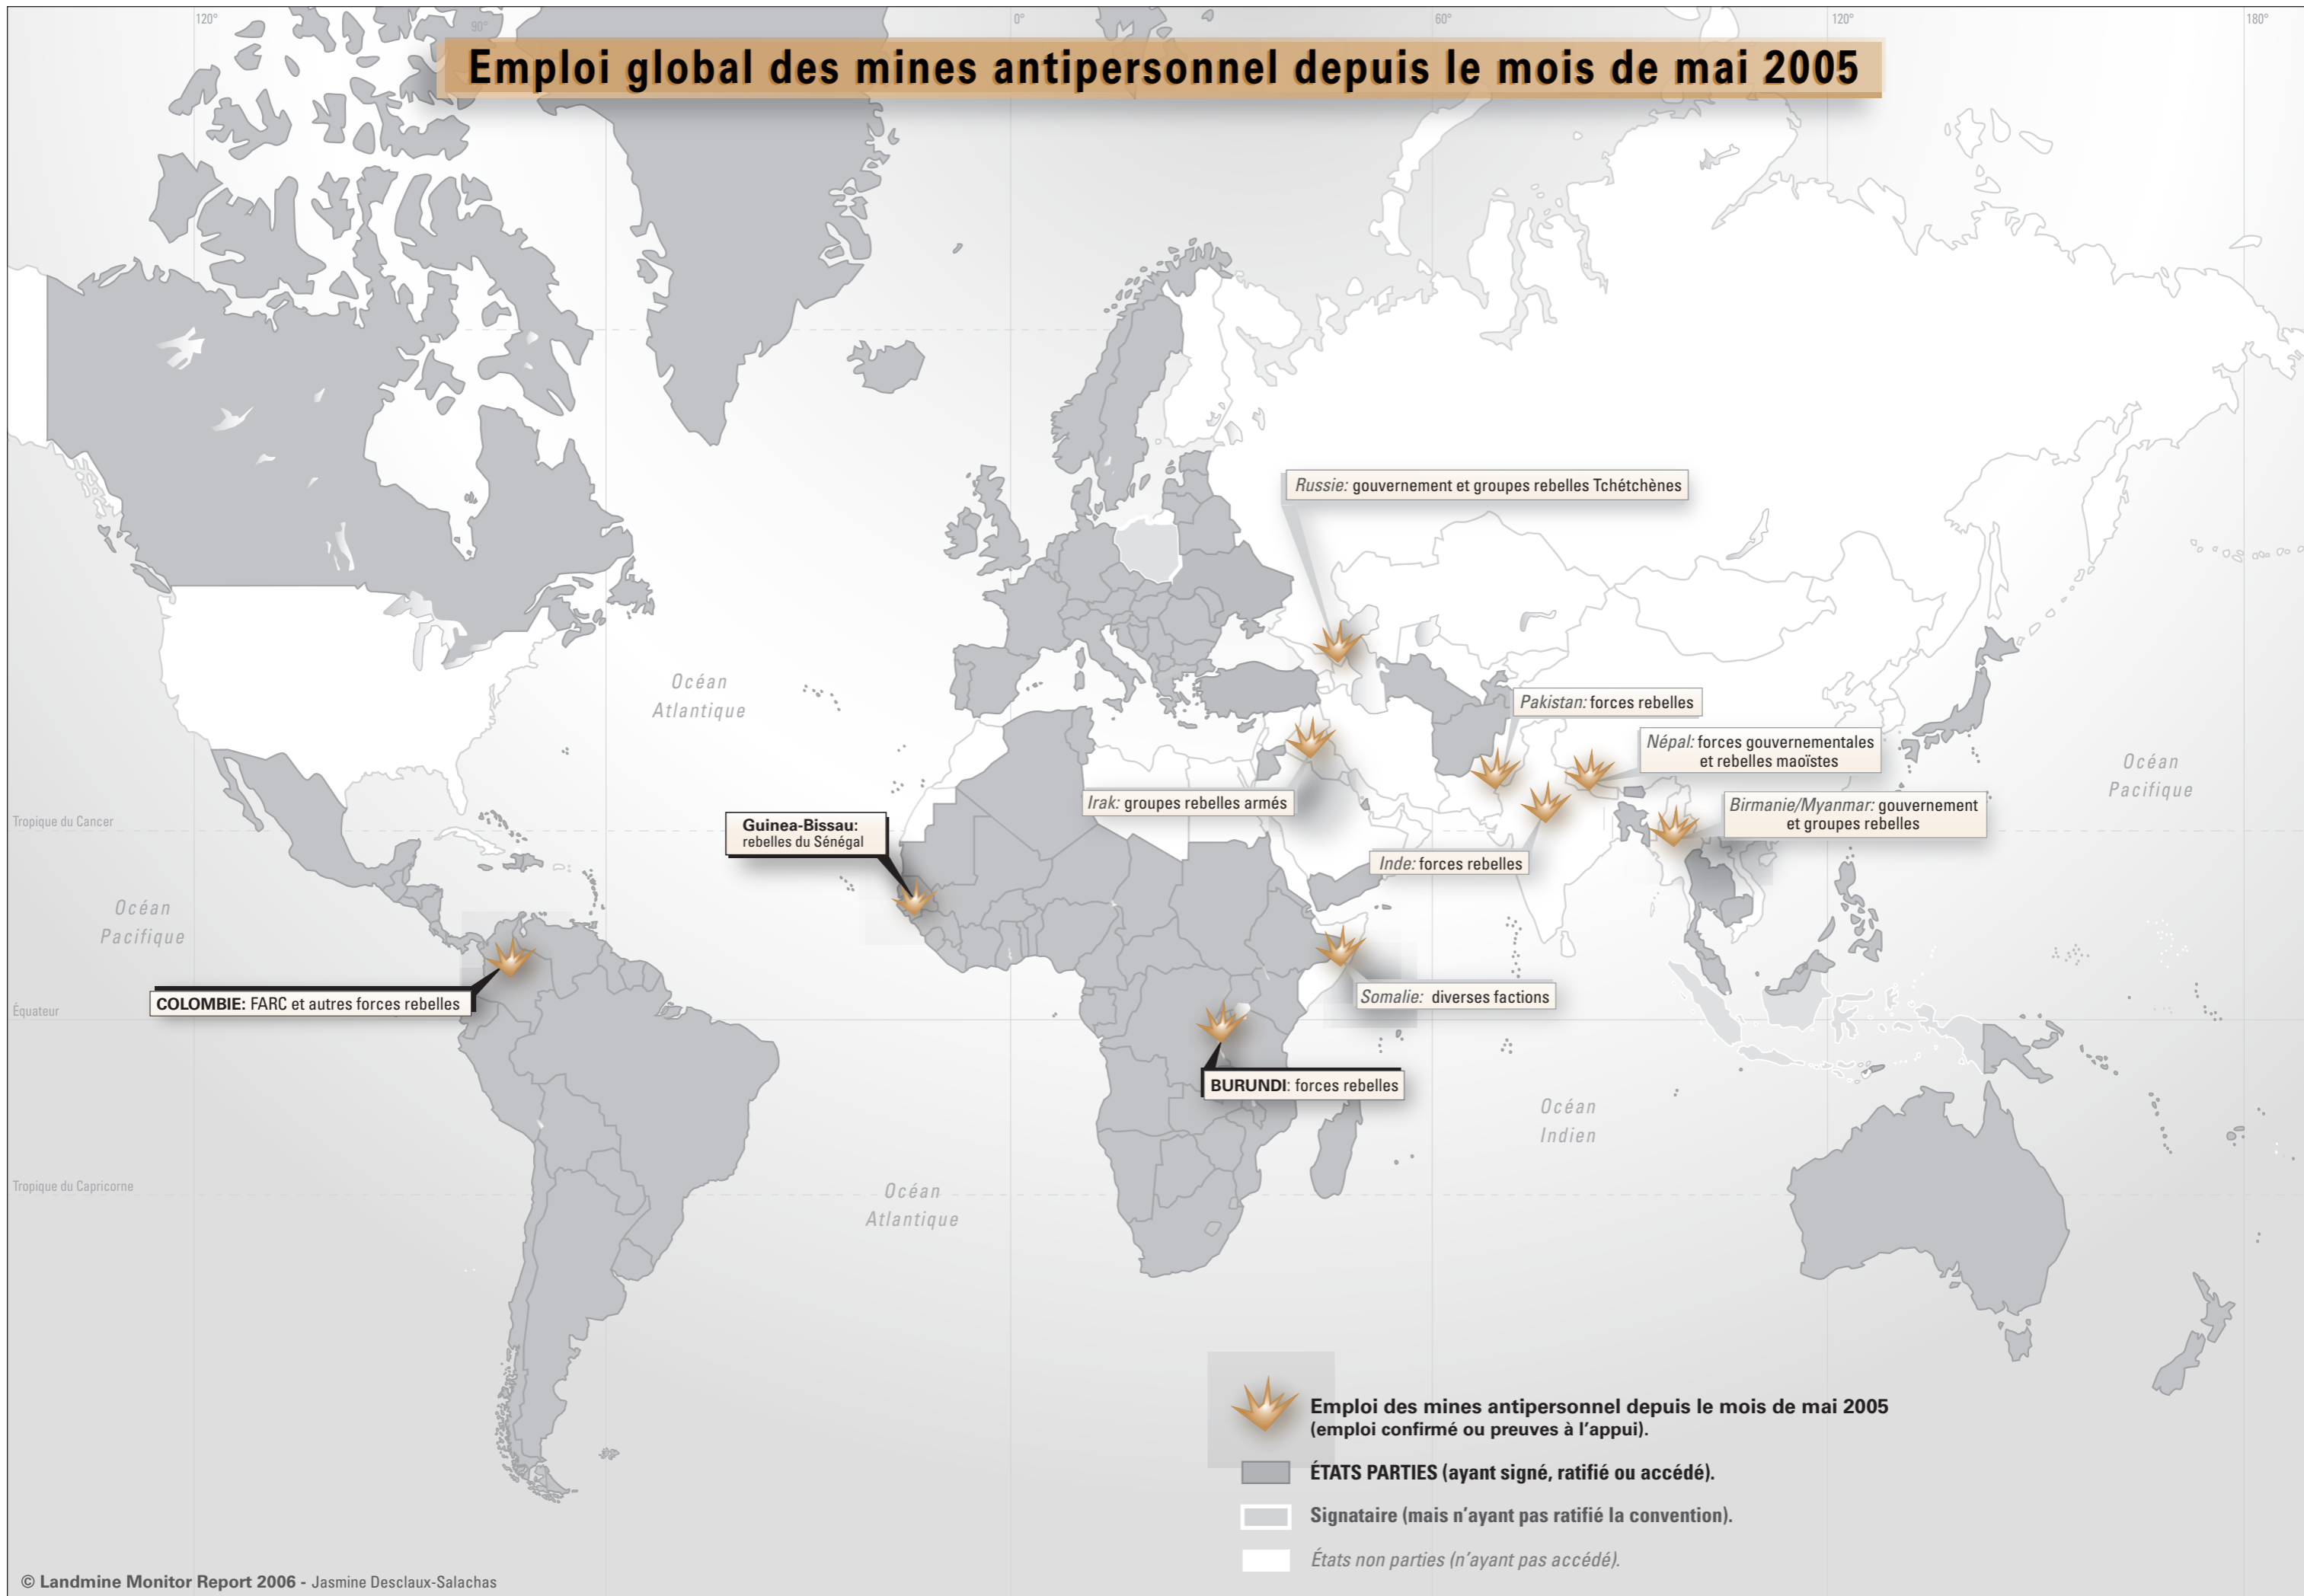 120°
90°
0°
60°
120°
180°
Emploi global des mines antipersonnel depuis le mois de mai 2005
Russie: gouvernement et groupes rebelles Tchétchènes
Océan
Atlantique
Pakistan: forces rebelles
Népal: forces gouvernementales
et rebelles maoïstes
Océan
Pacifique
Irak: groupes rebelles armés
Birmanie/Myanmar: gouvernement
et groupes rebelles
Tropique du Cancer
Guinea-Bissau:
rebelles du Sénégal
Inde: forces rebelles
Océan
Pacifique
COLOMBIE: FARC et autres forces rebelles
Somalie: diverses factions
Équateur
BURUNDI: forces rebelles
Océan
Indien
Tropique du Capricorne
Océan
Atlantique
Emploi des mines antipersonnel depuis le mois de mai 2005
(emploi confirmé ou preuves à l'appui).
ÉTATS PARTIES (ayant signé, ratifié ou accédé).
Signataire (mais n'ayant pas ratifié la convention).
États non parties (n'ayant pas accédé).
© Landmine Monitor Report 2006 - Jasmine Desclaux-Salachas